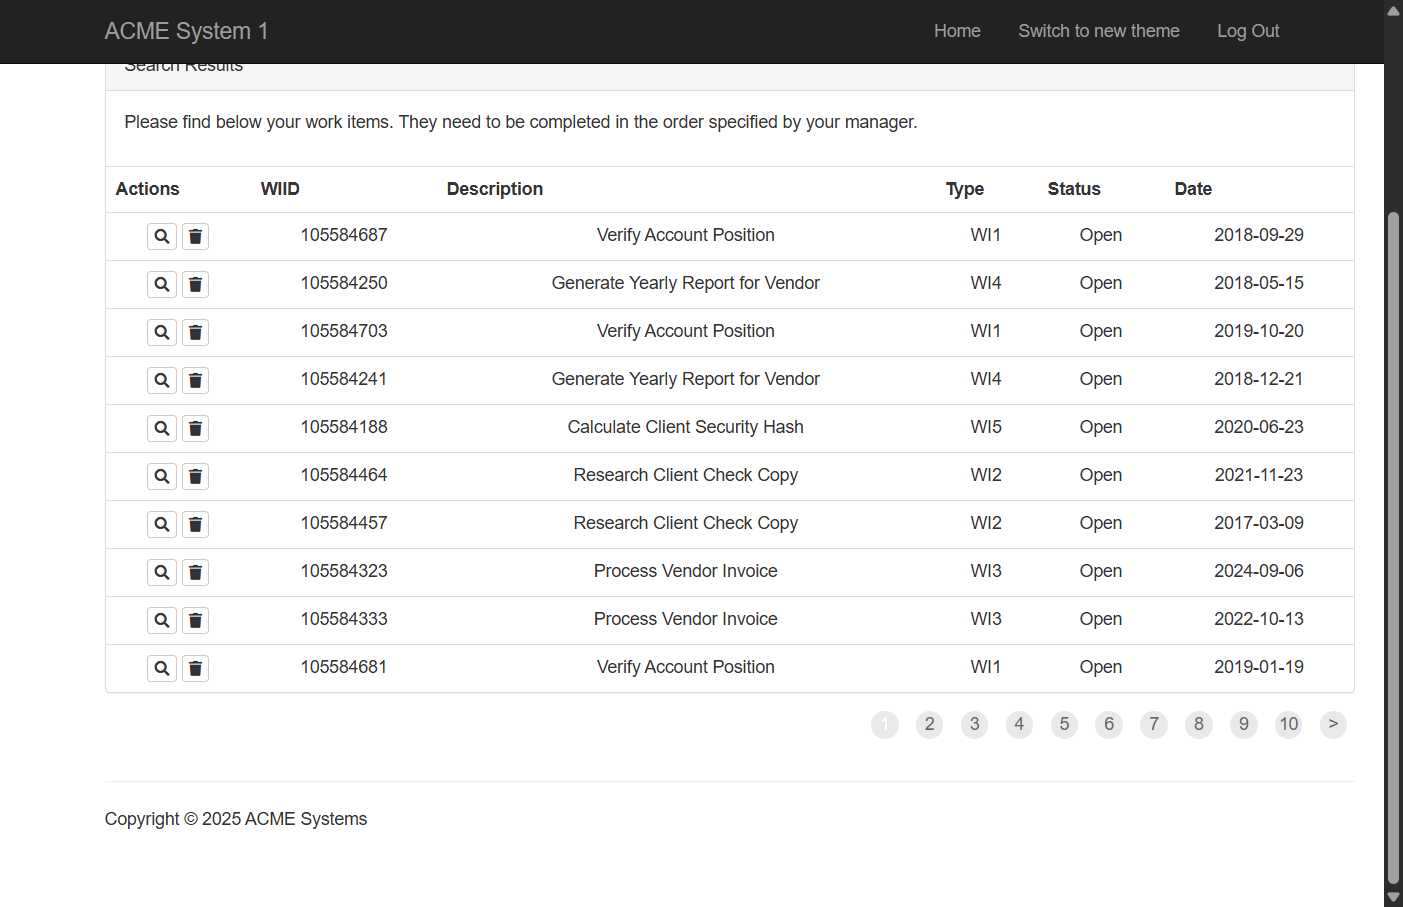 ACME System 1 Home Switch to new theme Log Out
Search Results
Please find below your work items. They need to be completed in the order specified by your manager.
Actions WIID Description Type Status Date
105584687 Verify Account Position WI1 Open 2018-09-29
105584250 Generate Yearly Report for Vendor WI4 Open 2018-05-15
105584703 Verify Account Position WI1 Open 2019-10-20
105584241 Generate Yearly Report for Vendor WI4 Open 2018-12-21
105584188 Calculate Client Security Hash WI5 Open 2020-06-23
105584464 Research Client Check Copy WI2 Open 2021-11-23
105584457 Research Client Check Copy WI2 Open 2017-03-09
105584323 Process Vendor Invoice WI3 Open 2024-09-06
105584333 Process Vendor Invoice WI3 Open 2022-10-13
105584681 Verify Account Position WI1 Open 2019-01-19
1 2 3 4 5 6 7 8 9 10 >
Copyright © 2025 ACME Systems